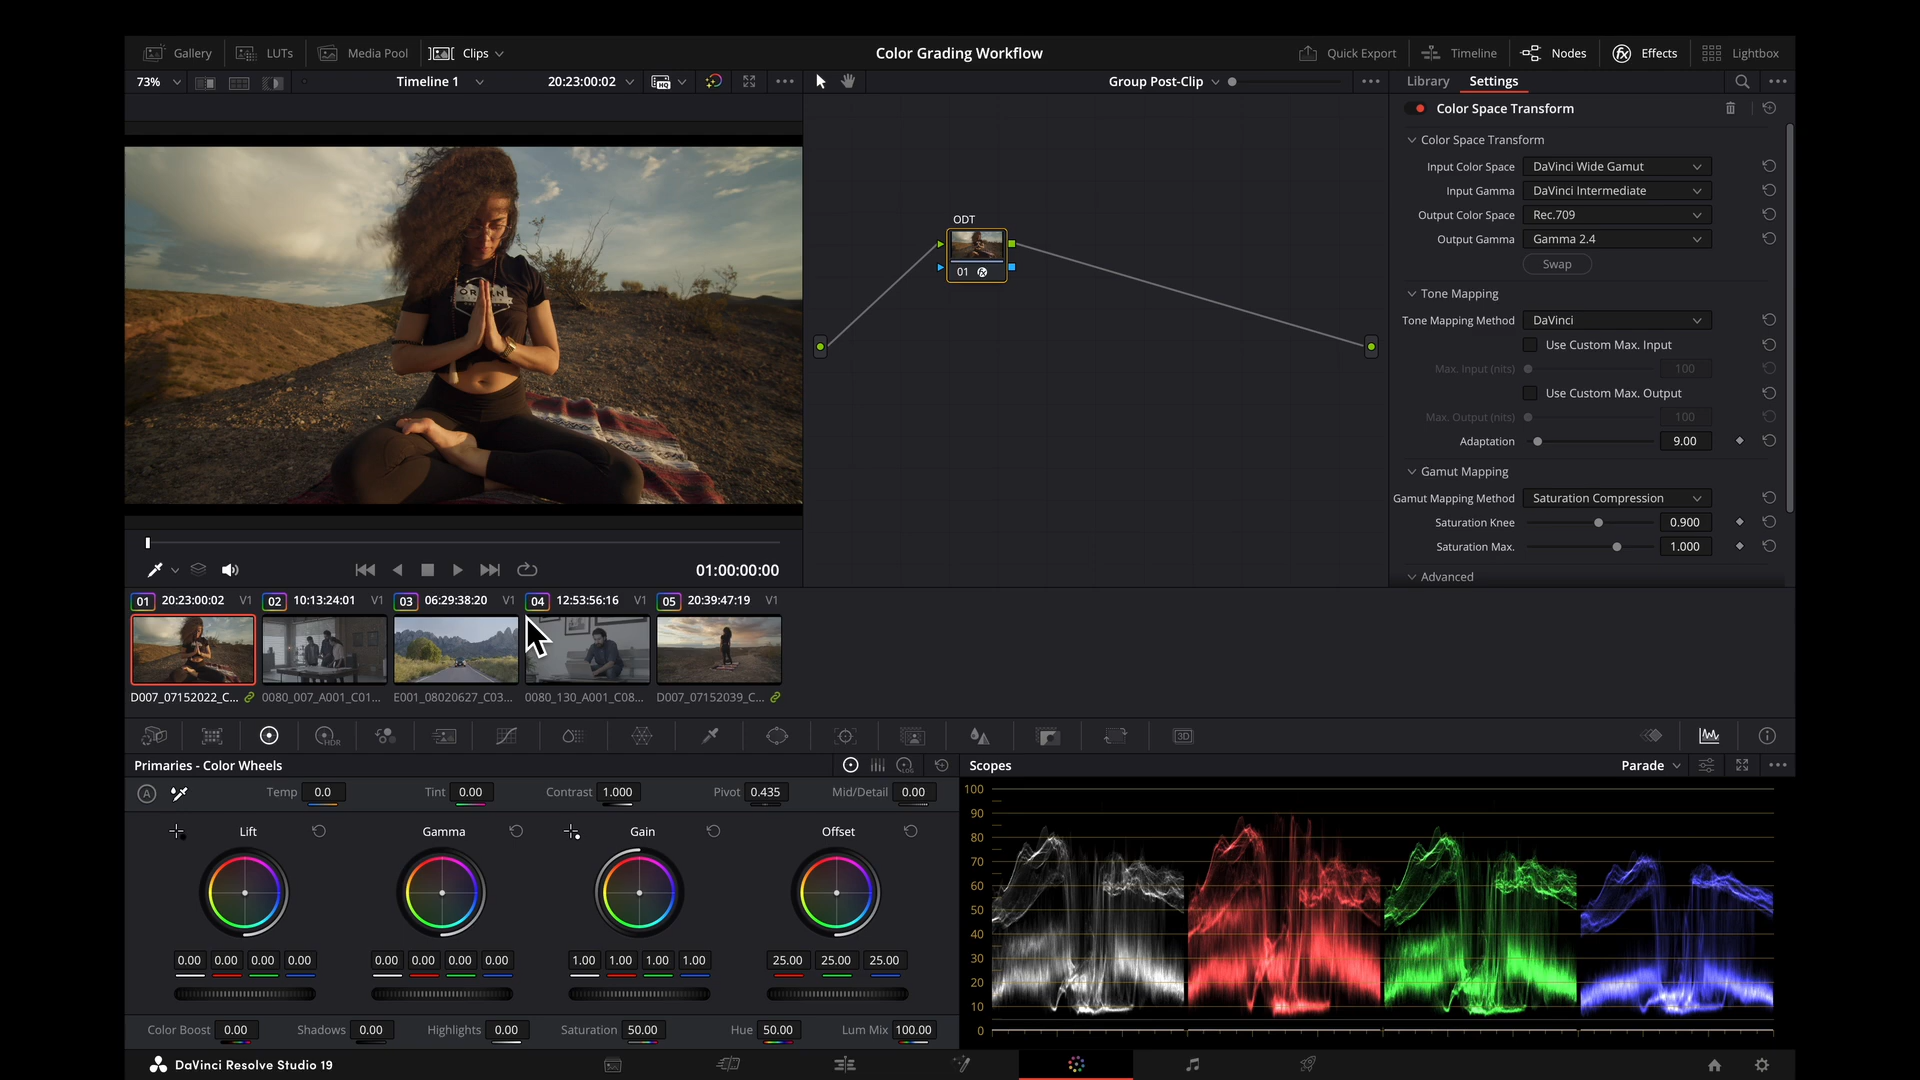 Gallery LUTs Media Pool Clips Color Grading Workflow Quick Export Timeline Nodes fx Effects Lightbox
73% Timeline 1 20:23:00:02 HQ Group Post-Clip Library Settings
Color Space Transform
Color Space Transform
Input Color Space DaVinci Wide Gamut
Input Gamma DaVinci Intermediate
Output Color Space Rec.709
Output Gamma Gamma 2.4
Swap
Tone Mapping
Tone Mapping Method DaVinci
Use Custom Max. Input
Max. Input (nits) 100
Use Custom Max. Output
Max. Output (nits) 100
Adaptation 9.00
Gamut Mapping
Gamut Mapping Method Saturation Compression
Saturation Knee 0.900
Saturation Max. 1.000
Advanced
ODT
01
01:00:00:00
01 20:23:00:02 V1 02 10:13:24:01 V1 03 06:29:38:20 V1 04 12:53:56:16 V1 05 20:39:47:19 V1
D007_07152022_C... 0080_007_A001_C01... E001_08020627_C03... 0080_130_A001_C08... D007_07152039_C...
HDR 3D
Primaries - Color Wheels LOG Scopes Parade
A Temp 0.0 Tint 0.00 Contrast 1.000 Pivot 0.435 Mid/Detail 0.00
Lift Gamma Gain Offset
0.00 0.00 0.00 0.00 0.00 0.00 0.00 0.00 1.00 1.00 1.00 1.00 25.00 25.00 25.00
Color Boost 0.00 Shadows 0.00 Highlights 0.00 Saturation 50.00 Hue 50.00 Lum Mix 100.00
100
90
80
70
60
50
40
30
20
10
0
DaVinci Resolve Studio 19